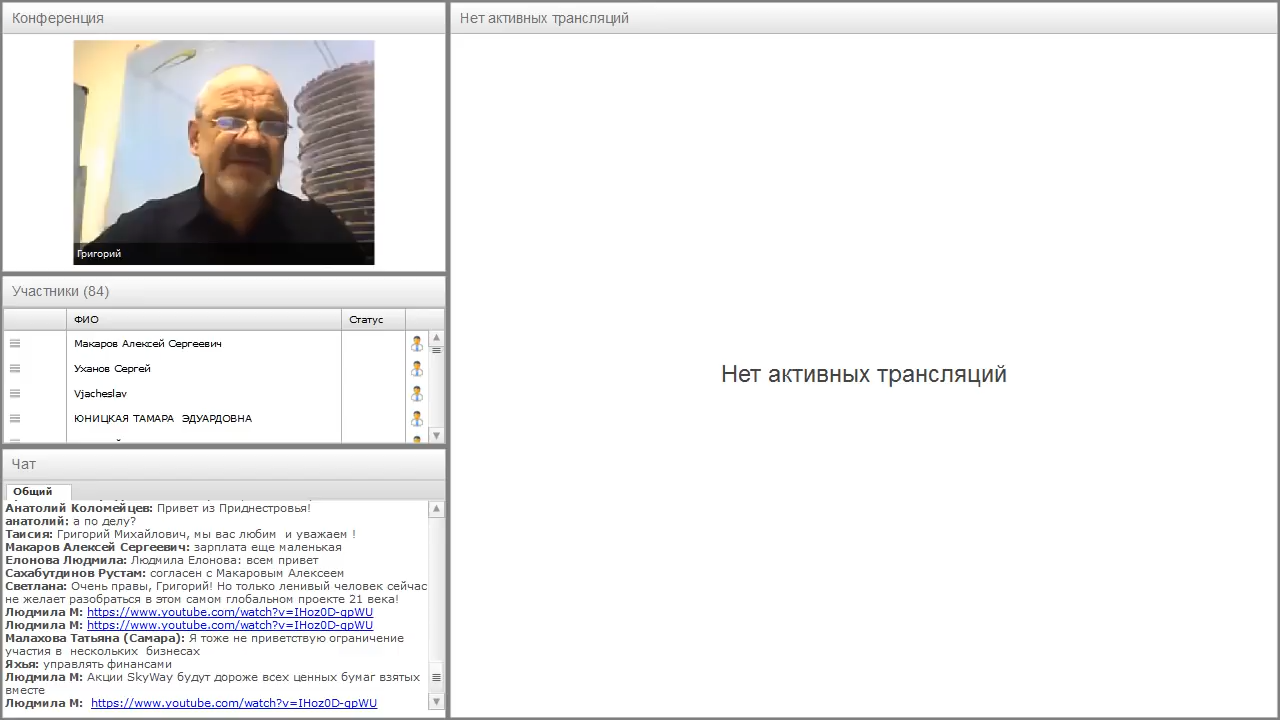 Конференция
Нет активных трансляций
Григорий
Участники (84)
ФИО
Статус
Макаров Алексей Сергеевич
Уханов Сергей
Vjacheslav
ЮНИЦКАЯ ТАМАРА ЭДУАРДОВНА
Нет активных трансляций
Чат
Общий
Анатолий Коломейцев: Привет из Приднестровья!
анатолий: а по делу?
Таисия: Григорий Михайлович, мы вас любим и уважаем !
Макаров Алексей Сергеевич: зарплата еще маленькая
Елонова Людмила: Людмила Елонова: всем привет
Сахабутдинов Рустам: согласен с Макаровым Алексеем
Светлана: Очень правы, Григорий! Но только ленивый человек сейчас
не желает разобраться в этом самом глобальном проекте 21 века!
Людмила М: https://www.youtube.com/watch?v=IHoz0D-gpWU
Людмила М: https://www.youtube.com/watch?v=IHoz0D-gpWU
Малахова Татьяна (Самара): Я тоже не приветствую ограничение
участия в нескольких бизнесах
Яхья: управлять финансами
Людмила М: Акции SkyWay будут дороже всех ценных бумаг взятых
вместе
Людмила М: https://www.youtube.com/watch?v=IHoz0D-gpWU